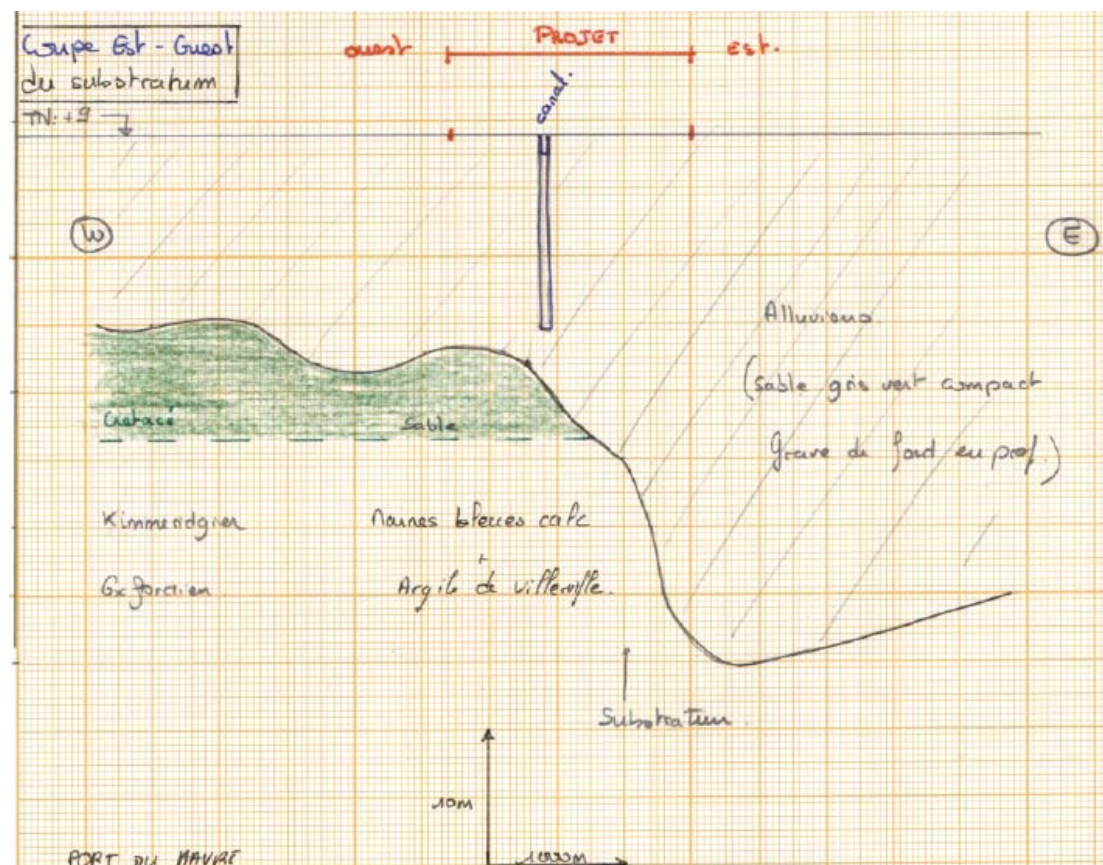 Coupe Est - Ouest
du substratum
ouest PROJET Est.
canal.
TN: +9
W
E
Alluvions
(Sable gris vert compact
Grave de fond en prof.)
Crétacé
Sable
Kimmeridgien
Marnes bleues calc
+
Oxfordien
Argile de Villerville.
Substratum
10m
1000m
PORT DU HAVRE